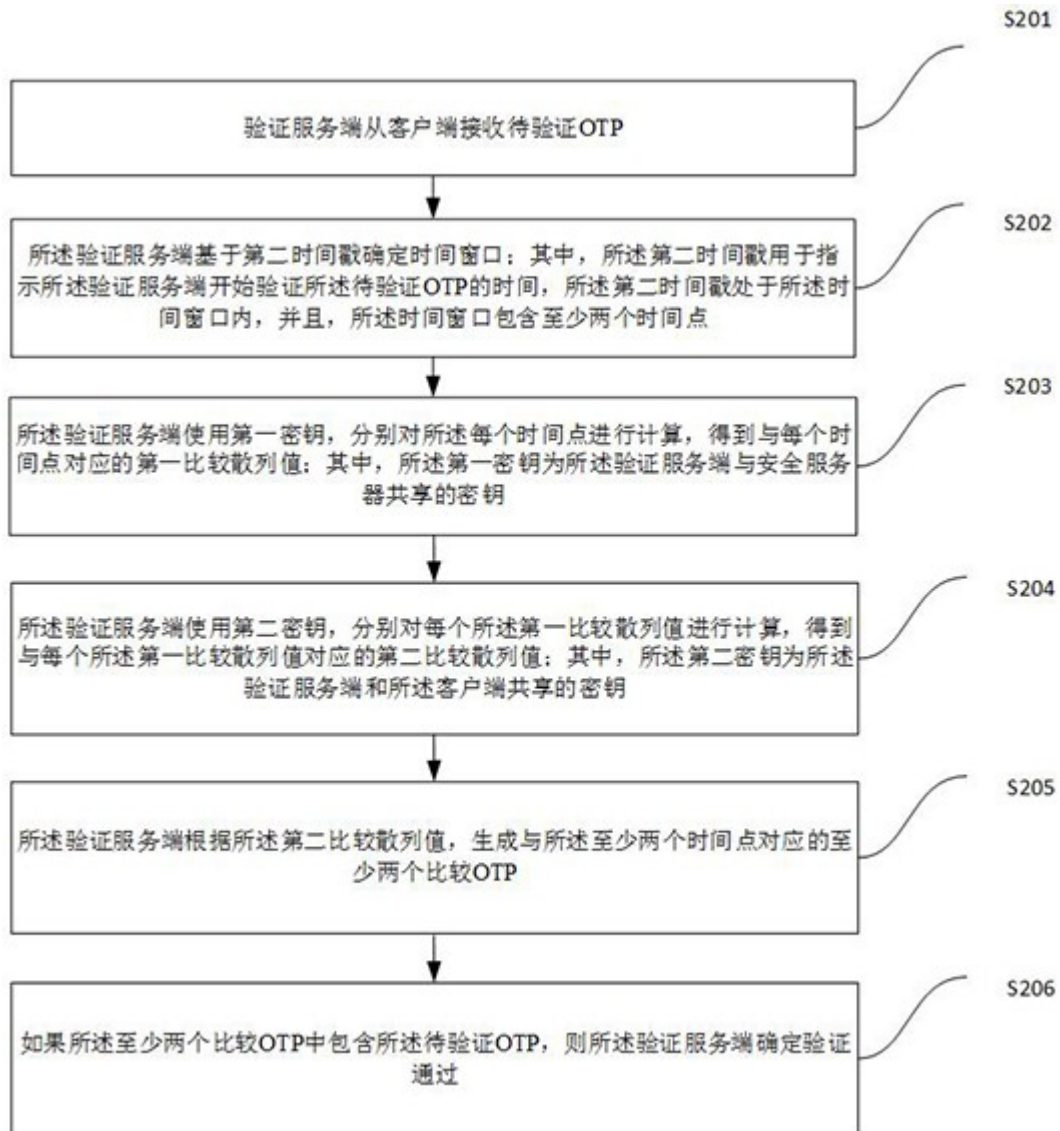 S201
验证服务端从客户端接收待验证OTP
S202
所述验证服务端基于第二时间戳确定时间窗口；其中，所述第二时间戳用于指
示所述验证服务端开始验证所述待验证OTP的时间，所述第二时间戳处于所述时
间窗口内，并且，所述时间窗口包含至少两个时间点
S203
所述验证服务端使用第一密钥，分别对所述每个时间点进行计算，得到与每个时
间点对应的第一比较散列值；其中，所述第一密钥为所述验证服务端与安全服务
器共享的密钥
S204
所述验证服务端使用第二密钥，分别对每个所述第一比较散列值进行计算，得到
与每个所述第一比较散列值对应的第二比较散列值；其中，所述第二密钥为所述
验证服务端和所述客户端共享的密钥
S205
所述验证服务端根据所述第二比较散列值，生成与所述至少两个时间点对应的至
少两个比较OTP
S206
如果所述至少两个比较OTP中包含所述待验证OTP，则所述验证服务端确定验证
通过